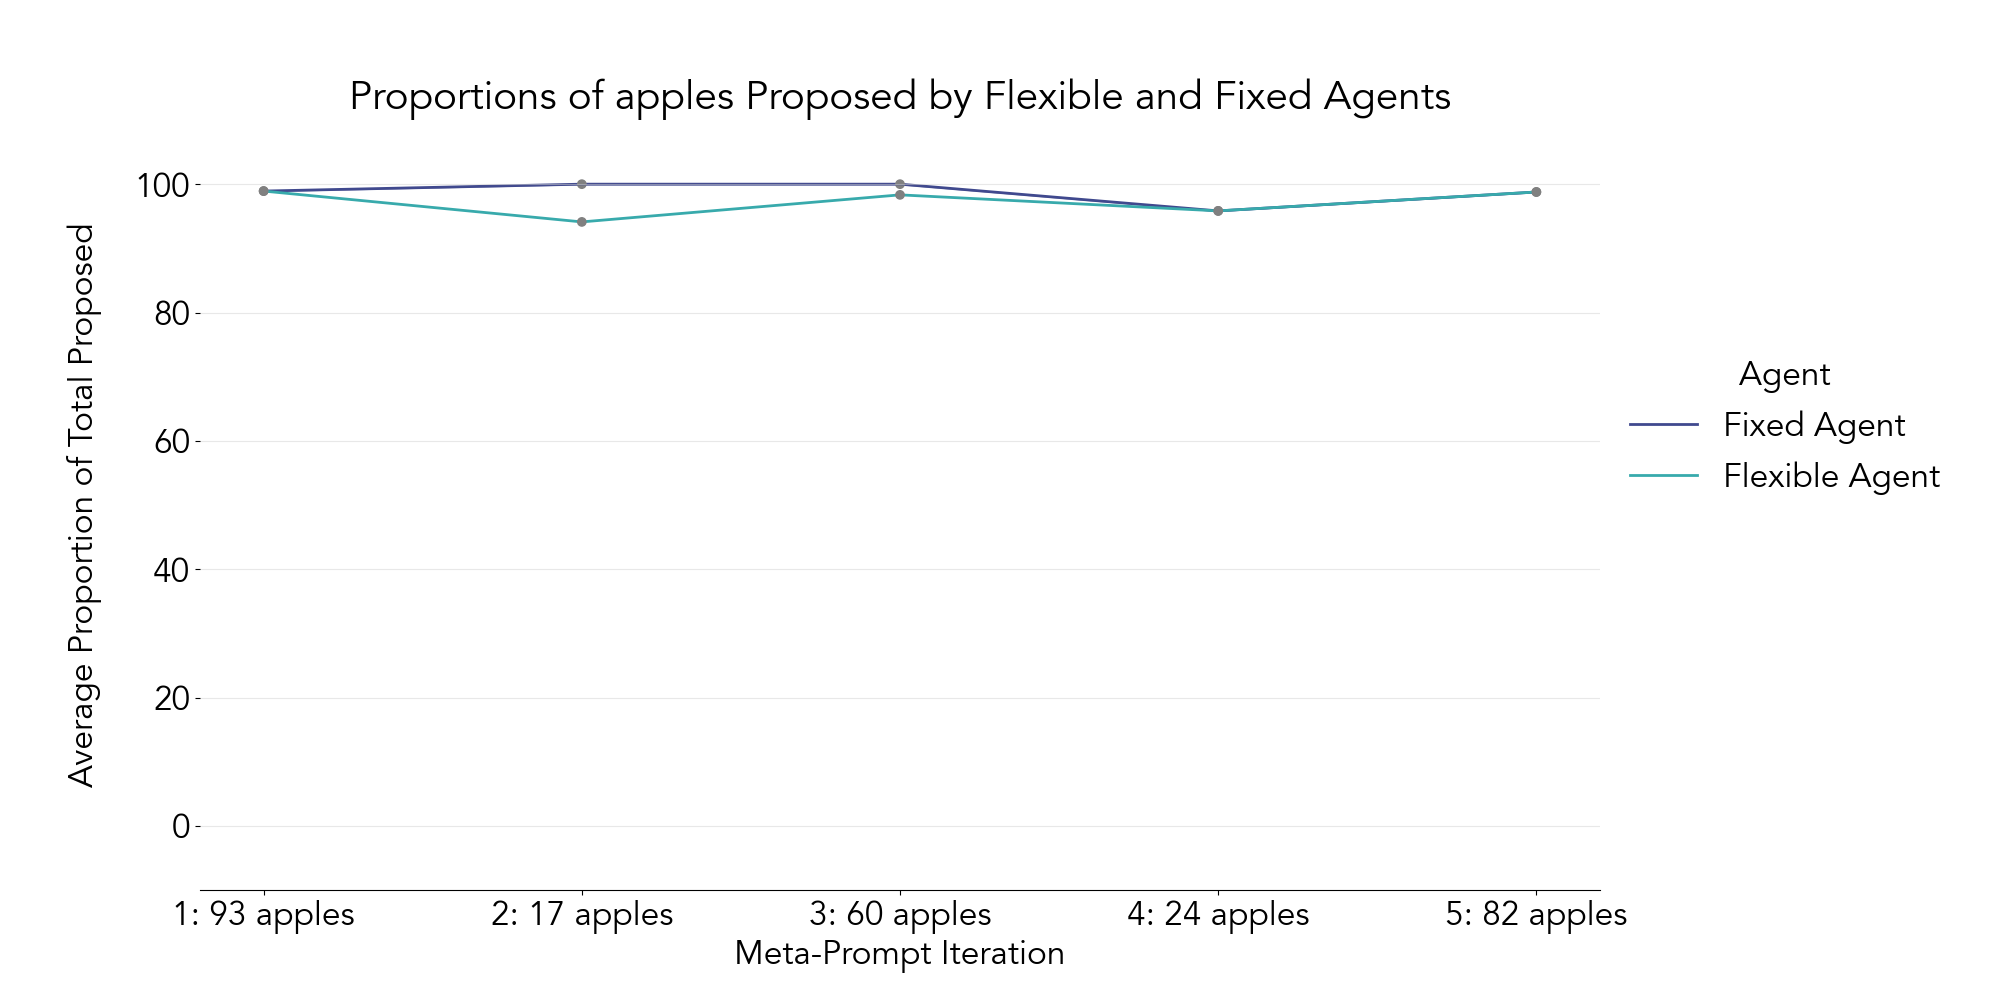 Proportions of apples Proposed by Flexible and Fixed Agents
Average Proportion of Total Proposed
100
80
60
40
20
0
1: 93 apples
2: 17 apples
3: 60 apples
4: 24 apples
5: 82 apples
Meta-Prompt Iteration
Agent
Fixed Agent
Flexible Agent